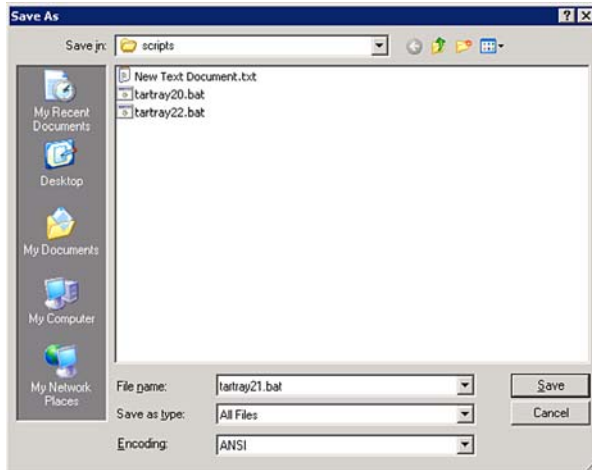 Save As
Save in:
scripts
My Recent
Documents
Desktop
My Documents
My Computer
My Network
Places
New Text Document.txt
tartray20.bat
tartray22.bat
File name:
tartray21.bat
Save
Save as type:
All Files
Cancel
Encoding:
ANSI